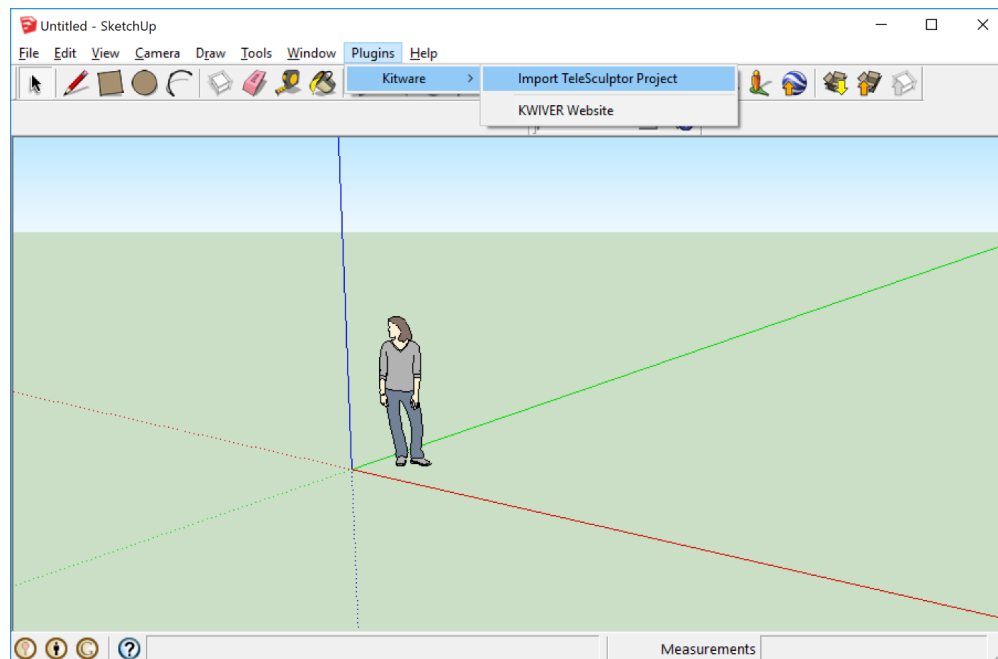 Untitled - SketchUp
File Edit View Camera Draw Tools Window Plugins Help
Kitware > Import TeleSculptor Project
KWIVER Website
Measurements